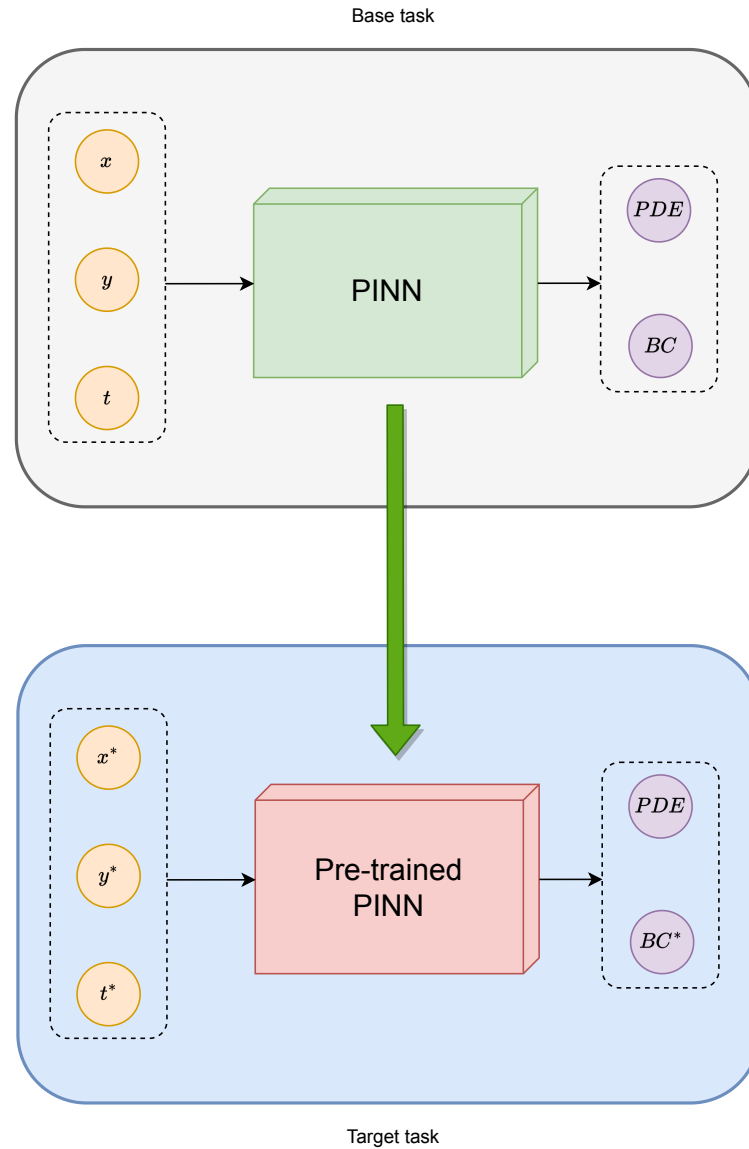 Base task
x
y
t
PINN
PDE
BC
x*
y*
t*
Pre-trained
PINN
PDE
BC*
Target task